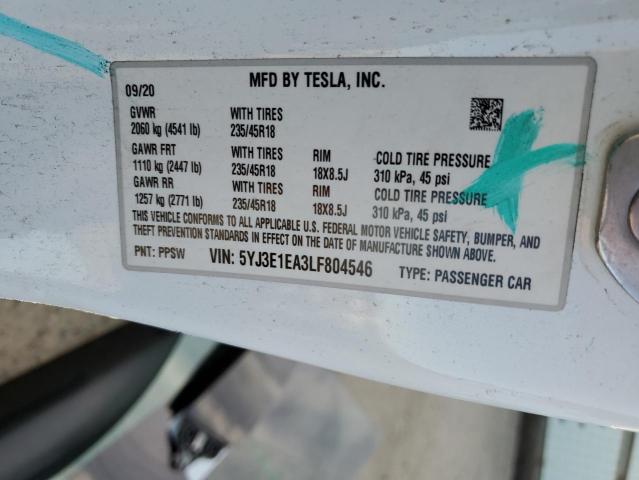 MFD BY TESLA, INC.
09/20
GVWR WITH TIRES
2060 kg (4541 lb) 235/45R18
GAWR FRT WITH TIRES RIM COLD TIRE PRESSURE
1110 kg (2447 lb) 235/45R18 18X8.5J 310 kPa, 45 psi
GAWR RR WITH TIRES RIM COLD TIRE PRESSURE
1257 kg (2771 lb) 235/45R18 18X8.5J 310 kPa, 45 psi
THIS VEHICLE CONFORMS TO ALL APPLICABLE U.S. FEDERAL MOTOR VEHICLE SAFETY, BUMPER, AND
THEFT PREVENTION STANDARDS IN EFFECT ON THE DATE OF MANUFACTURE SHOWN ABOVE.
PNT: PPSW VIN: 5YJ3E1EA3LF804546 TYPE: PASSENGER CAR